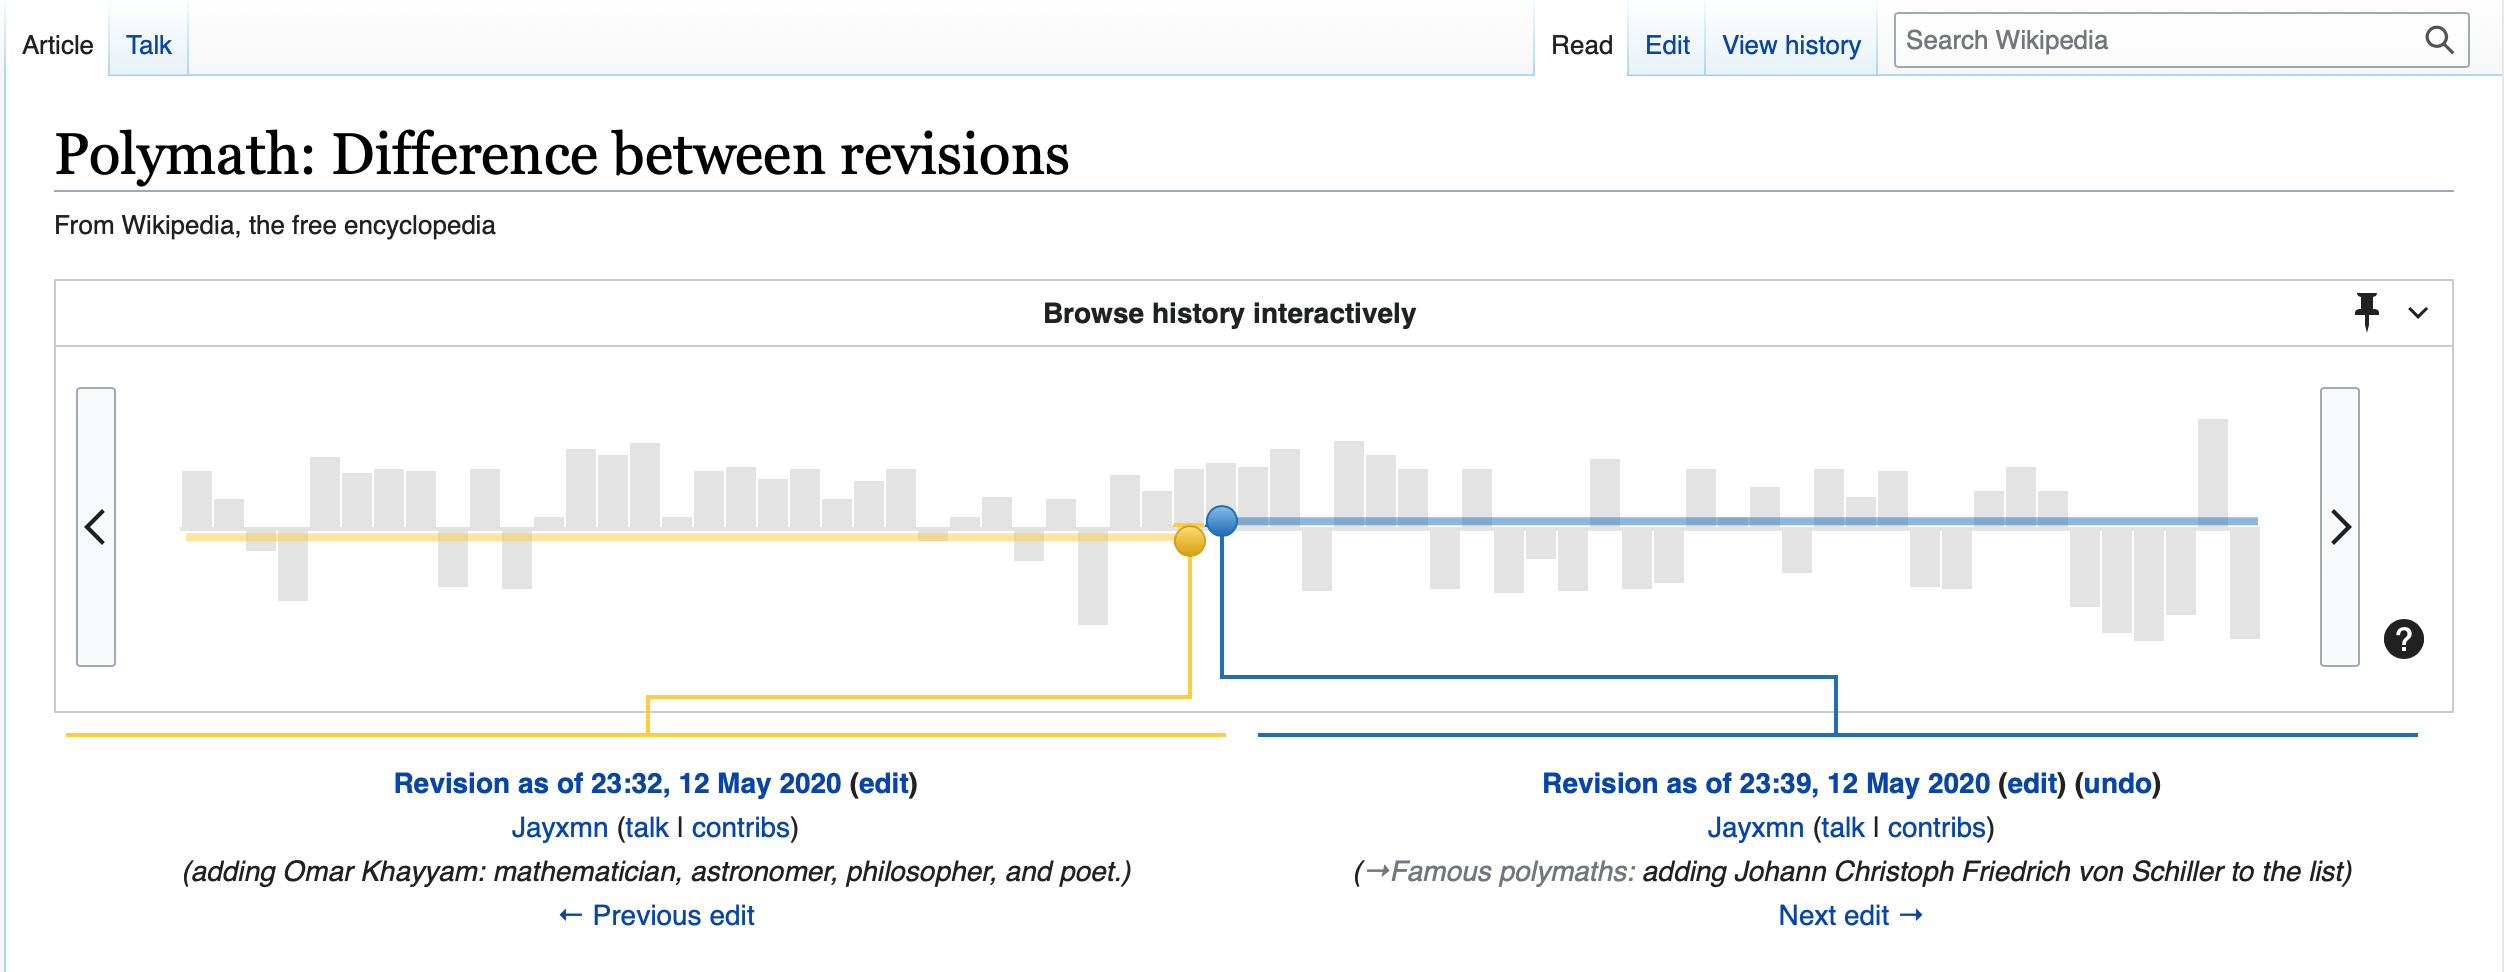 Article Talk Read Edit View history Search Wikipedia
Polymath: Difference between revisions
From Wikipedia, the free encyclopedia
Browse history interactively
?
Revision as of 23:32, 12 May 2020 (edit)
Jayxmn (talk | contribs)
(adding Omar Khayyam: mathematician, astronomer, philosopher, and poet.)
← Previous edit
Revision as of 23:39, 12 May 2020 (edit) (undo)
Jayxmn (talk | contribs)
(→Famous polymaths: adding Johann Christoph Friedrich von Schiller to the list)
Next edit →